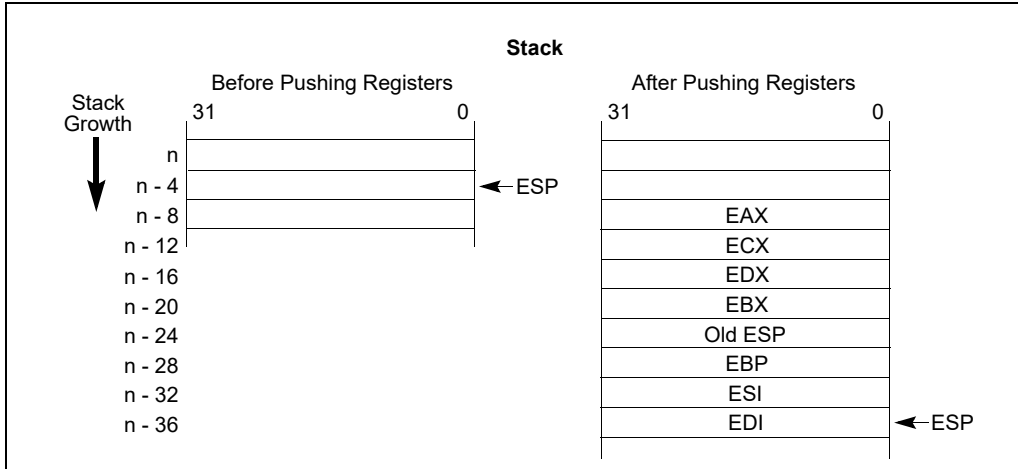 Stack
Before Pushing Registers After Pushing Registers
Stack
Growth
31 0 31 0
n
n - 4 ESP
n - 8 EAX
n - 12 ECX
n - 16 EDX
n - 20 EBX
n - 24 Old ESP
n - 28 EBP
n - 32 ESI
n - 36 EDI ESP